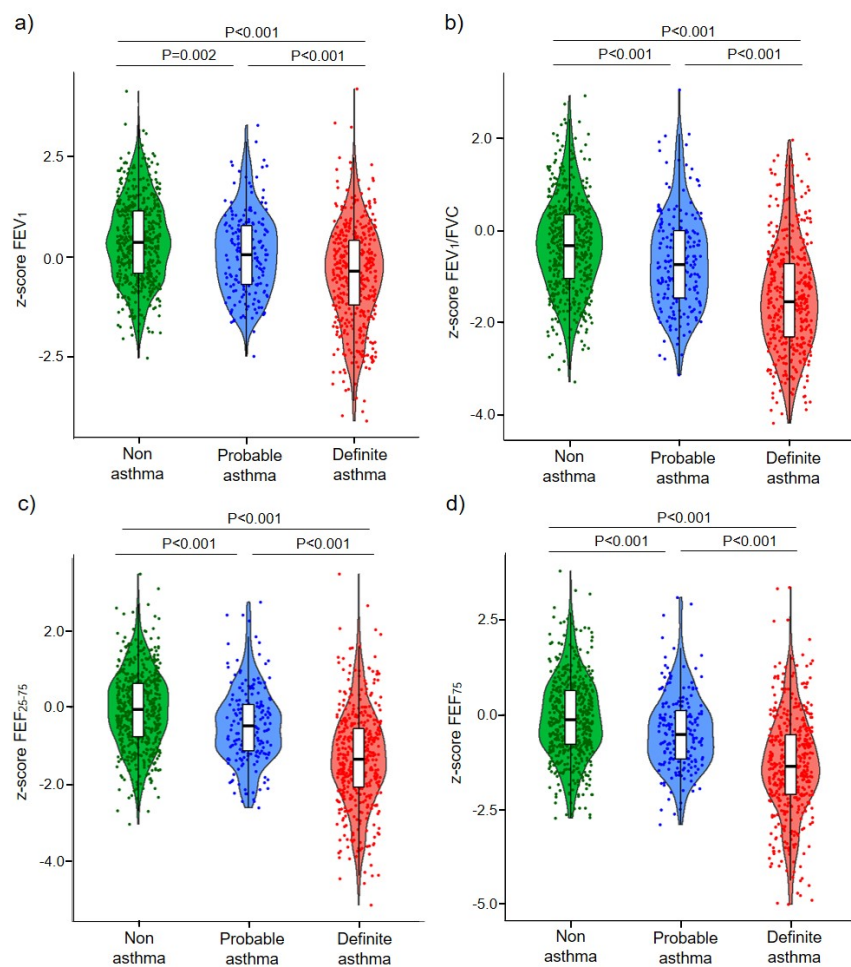 a)
P<0.001
P=0.002 P<0.001
z-score FEV₁
2.5
0.0
-2.5
Non asthma
Probable asthma
Definite asthma
b)
P<0.001
P<0.001 P<0.001
z-score FEV₁/FVC
2.0
0.0
-2.0
-4.0
Non asthma
Probable asthma
Definite asthma
c)
P<0.001
P<0.001 P<0.001
z-score FEF₂₅₋₇₅
2.0
0.0
-2.0
-4.0
Non asthma
Probable asthma
Definite asthma
d)
P<0.001
P<0.001 P<0.001
z-score FEF₇₅
2.5
0.0
-2.5
-5.0
Non asthma
Probable asthma
Definite asthma